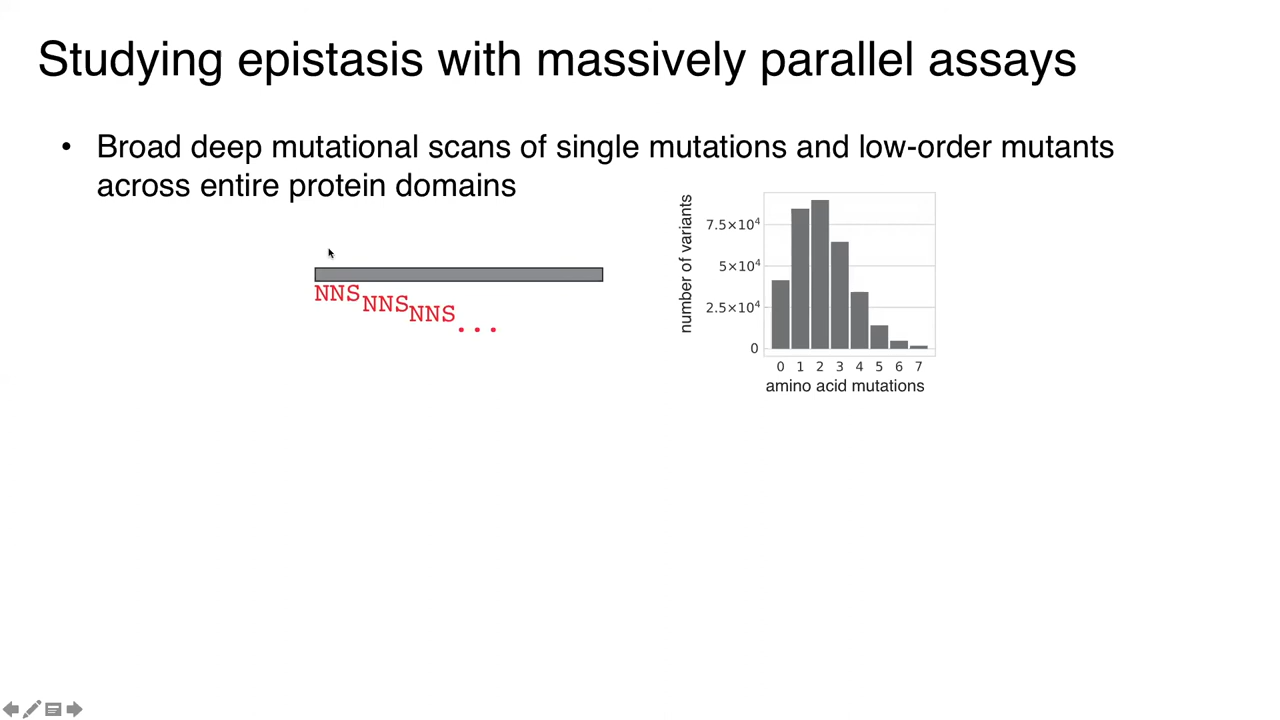 Studying epistasis with massively parallel assays
• Broad deep mutational scans of single mutations and low-order mutants
across entire protein domains
NNS
NNS
NNS
...
number of variants
7.5×10⁴
5×10⁴
2.5×10⁴
0
0 1 2 3 4 5 6 7
amino acid mutations